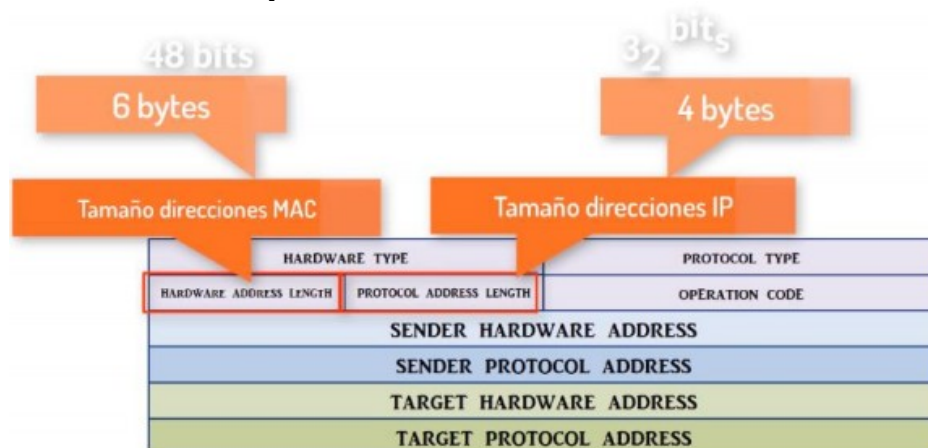 48 bits
32 bits
6 bytes
4 bytes
Tamaño direcciones MAC
Tamaño direcciones IP
HARDWARE TYPE
PROTOCOL TYPE
HARDWARE ADDRESS LENGTH
PROTOCOL ADDRESS LENGTH
OPERATION CODE
SENDER HARDWARE ADDRESS
SENDER PROTOCOL ADDRESS
TARGET HARDWARE ADDRESS
TARGET PROTOCOL ADDRESS